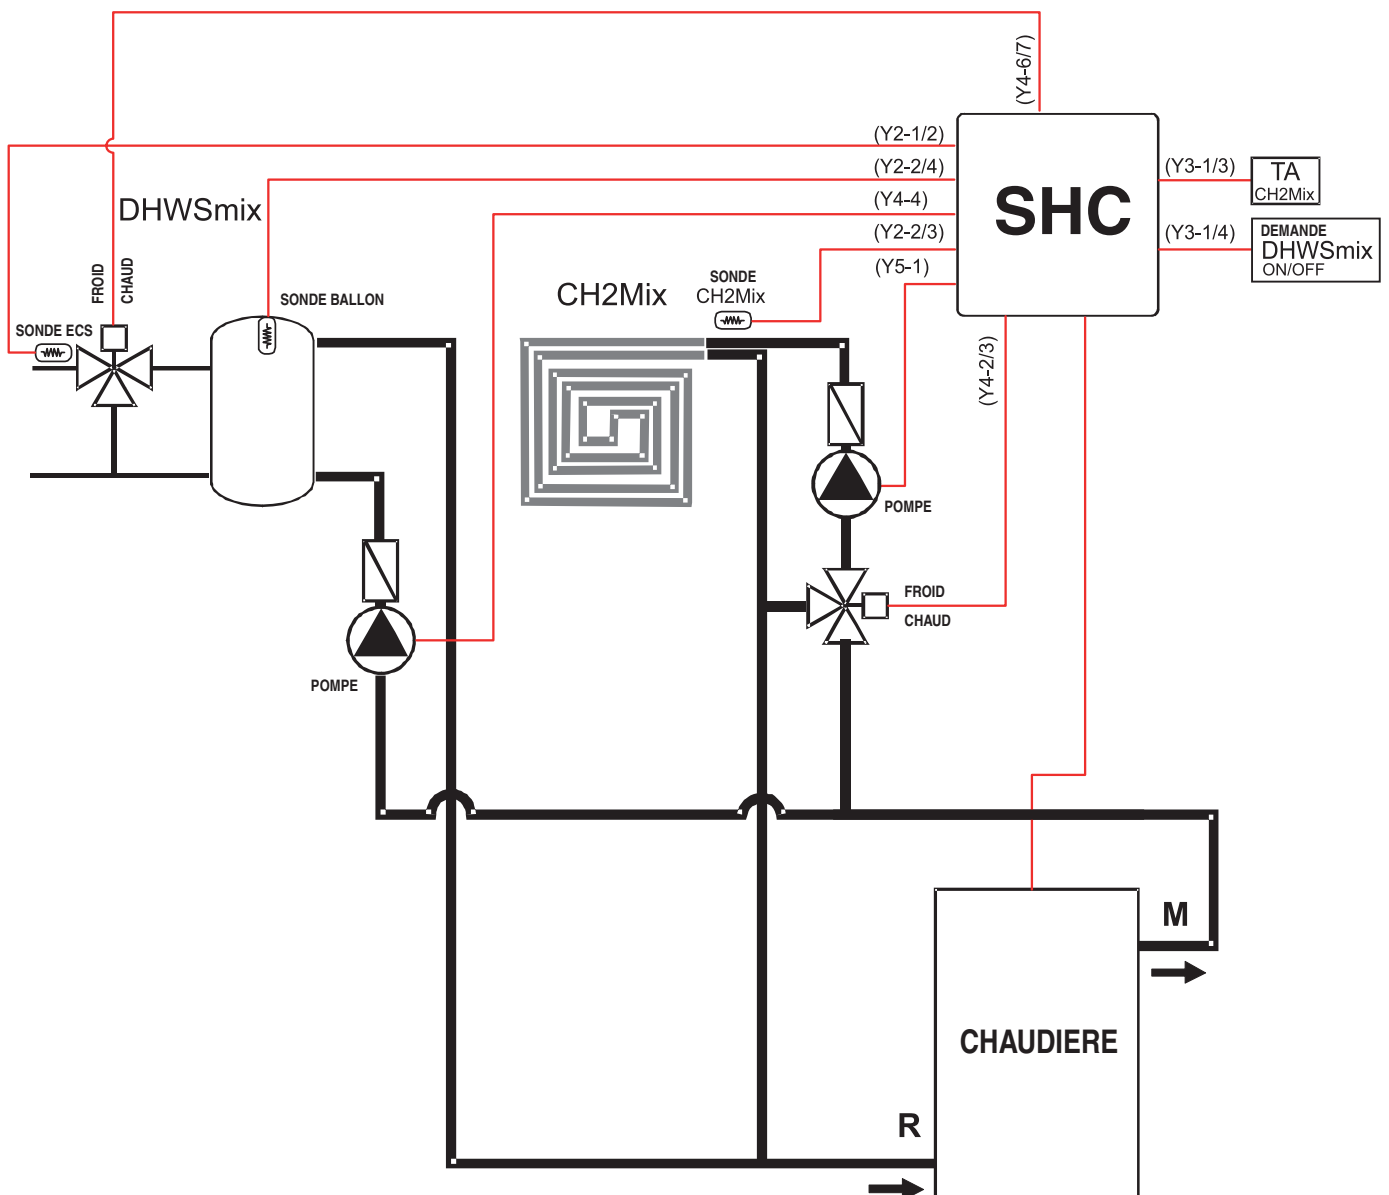 (Y4-6/7)
(Y2-1/2)
(Y2-2/4)
(Y4-4)
(Y2-2/3)
(Y5-1)
SHC
(Y3-1/3)
TA
CH2Mix
(Y3-1/4)
DEMANDE
DHWSmix
ON/OFF
DHWSmix
FROID
CHAUD
SONDE ECS
SONDE BALLON
CH2Mix
SONDE
CH2Mix
(Y4-2/3)
POMPE
FROID
CHAUD
POMPE
M
CHAUDIERE
R